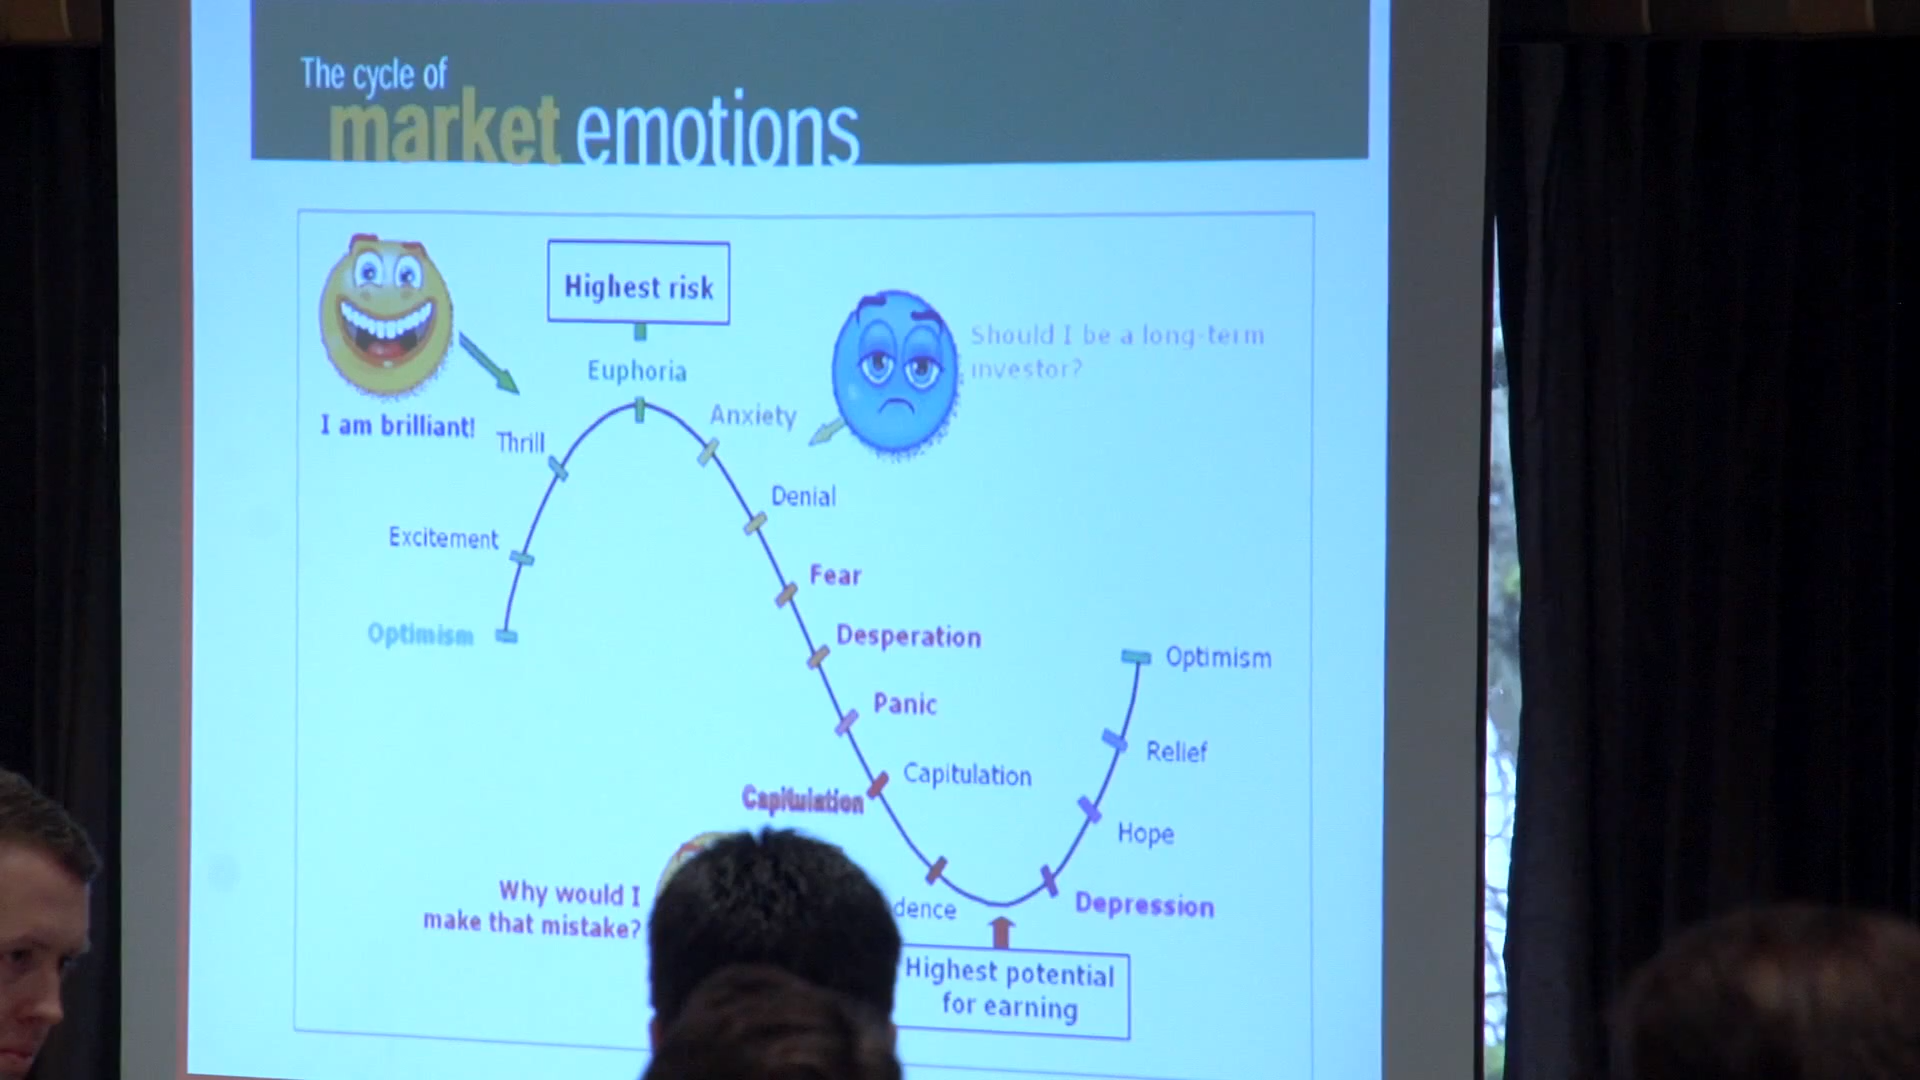 The cycle of
market emotions
Highest risk
Should I be a long-term
investor?
Euphoria
I am brilliant!
Thrill
Anxiety
Denial
Excitement
Fear
Optimism
Desperation
Optimism
Panic
Relief
Capitulation
Capitulation
Hope
Why would I
make that mistake?
dence
Depression
Highest potential
for earning